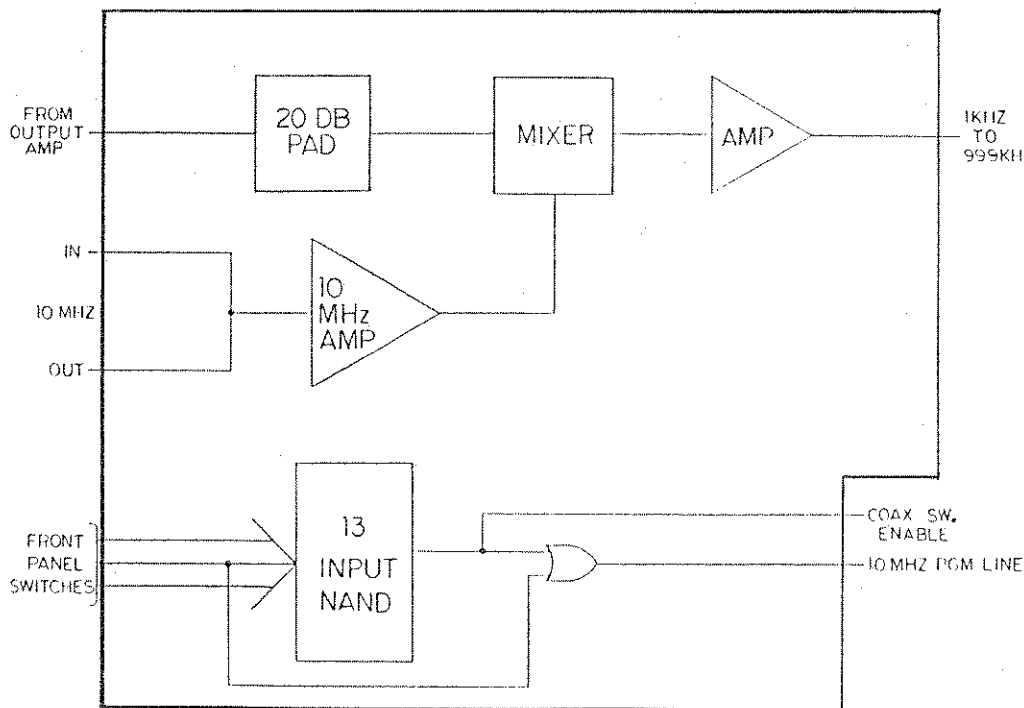 FROM
OUTPUT
AMP
20 DB
PAD
MIXER
AMP
1KHZ
TO
999KH
IN
10 MHZ
OUT
10
MHz
AMP
FRONT
PANEL
SWITCHES
13
INPUT
NAND
COAX SW.
ENABLE
10 MHZ PGM LINE